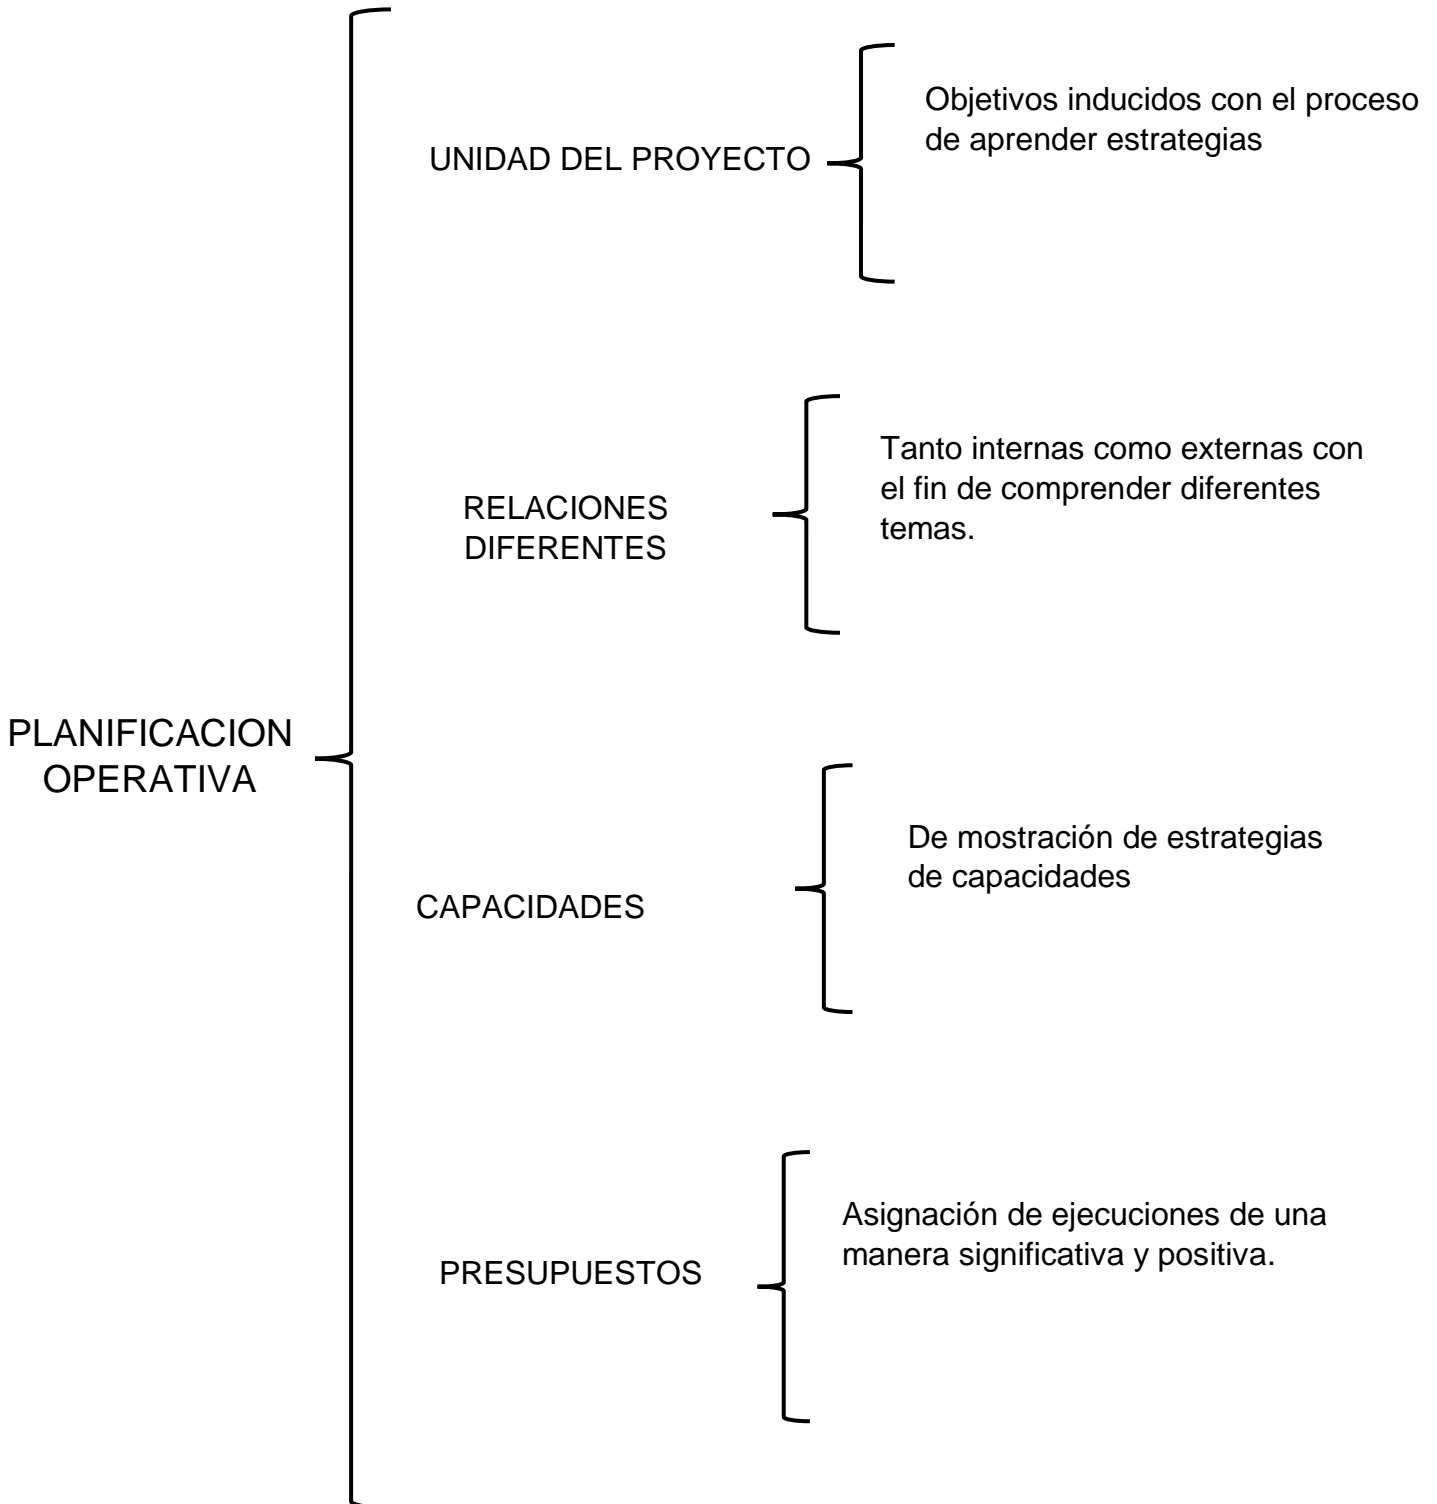 PLANIFICACION
OPERATIVA
UNIDAD DEL PROYECTO
Objetivos inducidos con el proceso
de aprender estrategias
RELACIONES
DIFERENTES
Tanto internas como externas con
el fin de comprender diferentes
temas.
CAPACIDADES
De mostración de estrategias
de capacidades
PRESUPUESTOS
Asignación de ejecuciones de una
manera significativa y positiva.